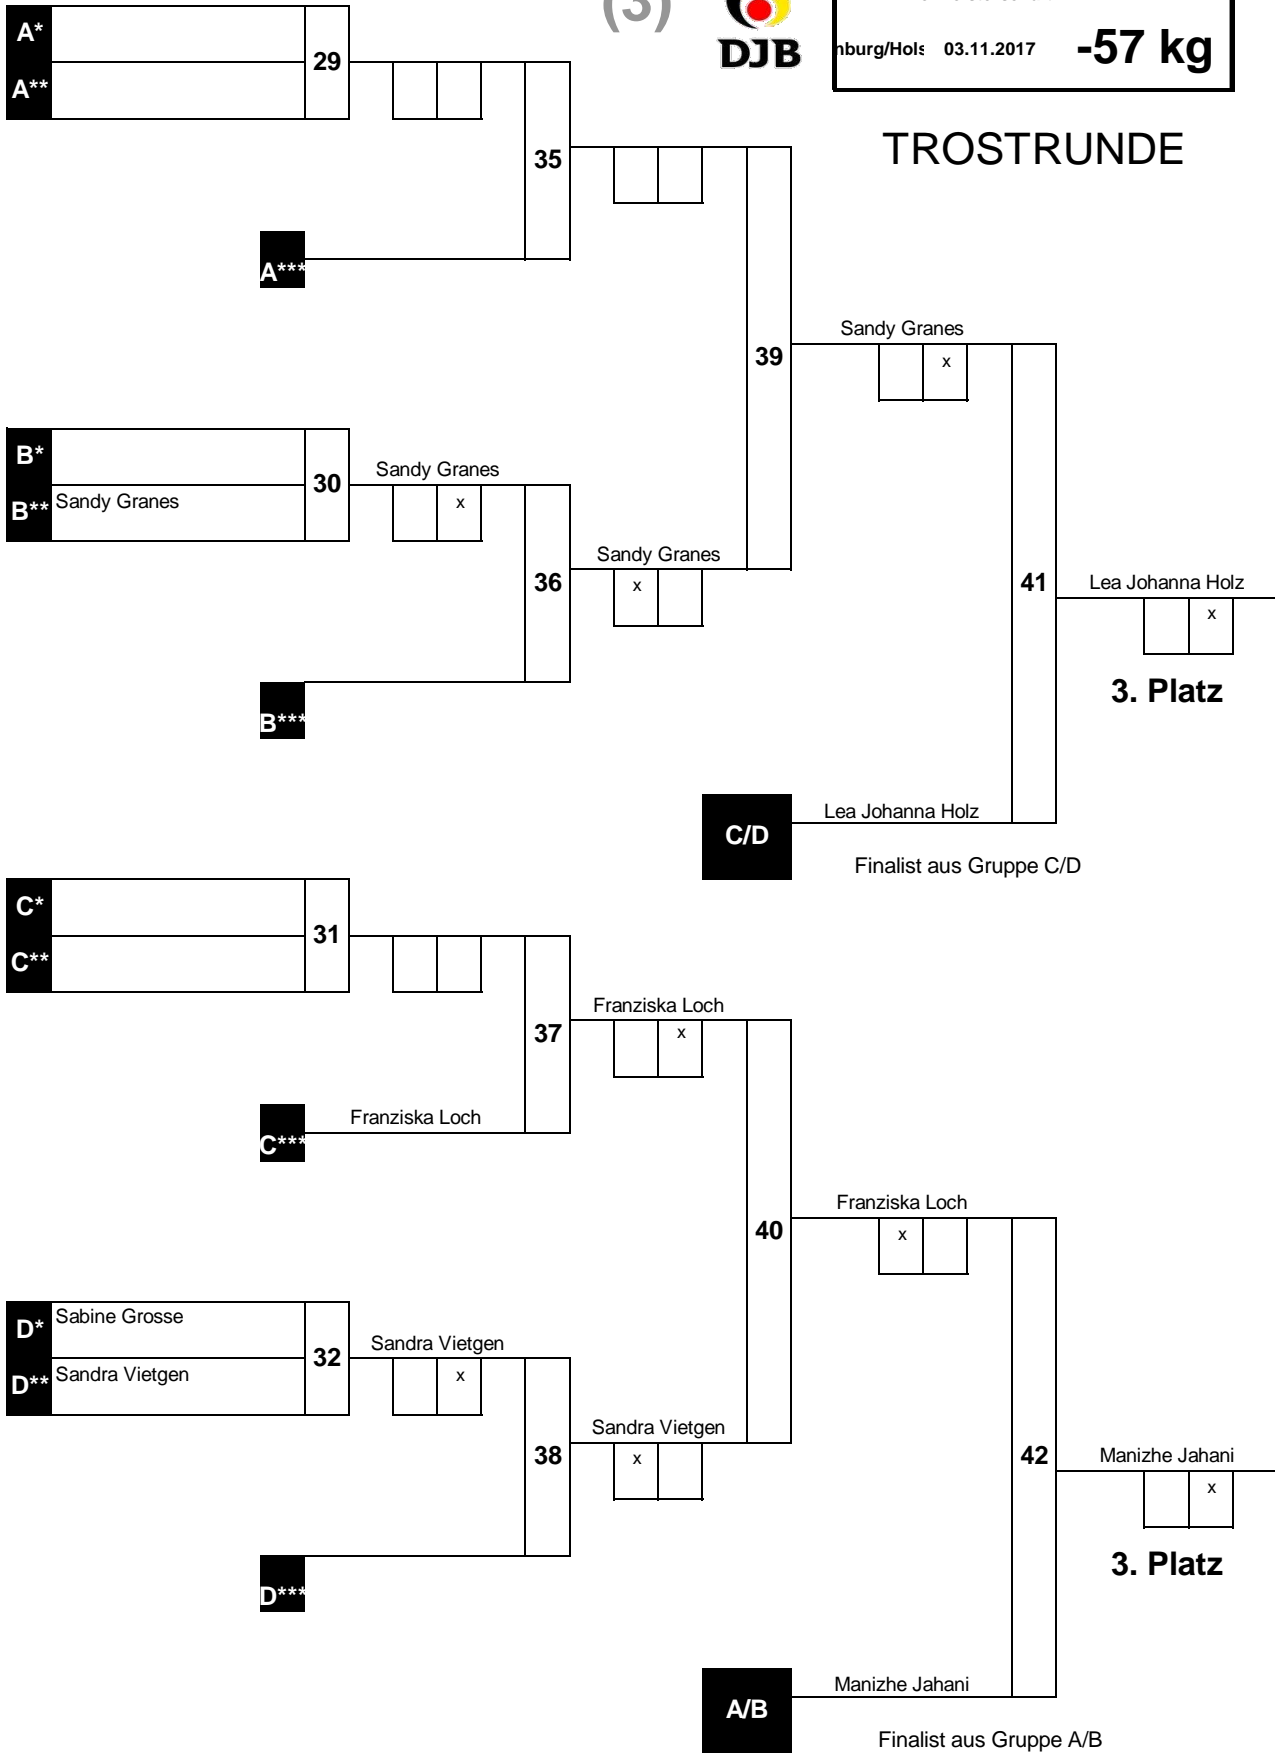 (3)
DJB
03.11.2017 -57 kg
TROSTRUNDE
A*
29
A**
35
A***
Sandy Granes
39
x
B*
30
Sandy Granes
B** Sandy Granes
x
Sandy Granes
36
x
41
Lea Johanna Holz
x
3. Platz
B***
Lea Johanna Holz
C/D
Finalist aus Gruppe C/D
C*
31
C**
Franziska Loch
37
x
Franziska Loch
C***
Franziska Loch
40
x
D* Sabine Grosse
32
Sandra Vietgen
D** Sandra Vietgen
x
Sandra Vietgen
38
x
42
Manizhe Jahani
x
3. Platz
D***
Manizhe Jahani
A/B
Finalist aus Gruppe A/B